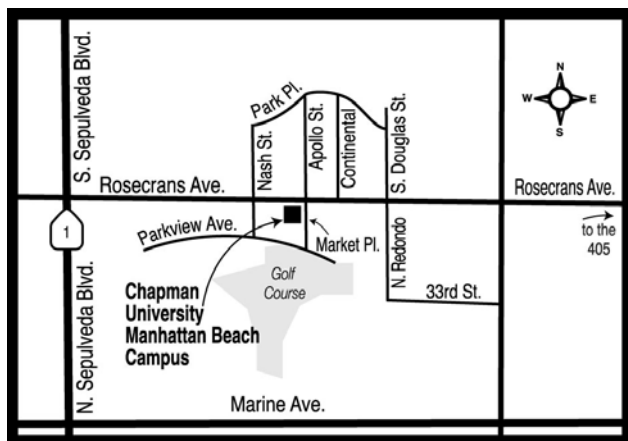 S. Sepulveda Blvd.
Park Pl.
Nash St.
Apollo St.
Continental
S. Douglas St.
N
W
E
S
Rosecrans Ave.
Rosecrans Ave.
1
Parkview Ave.
Market Pl.
N. Redondo
to the
405
Golf
Course
33rd St.
Chapman
University
Manhattan Beach
Campus
N. Sepulveda Blvd.
Marine Ave.